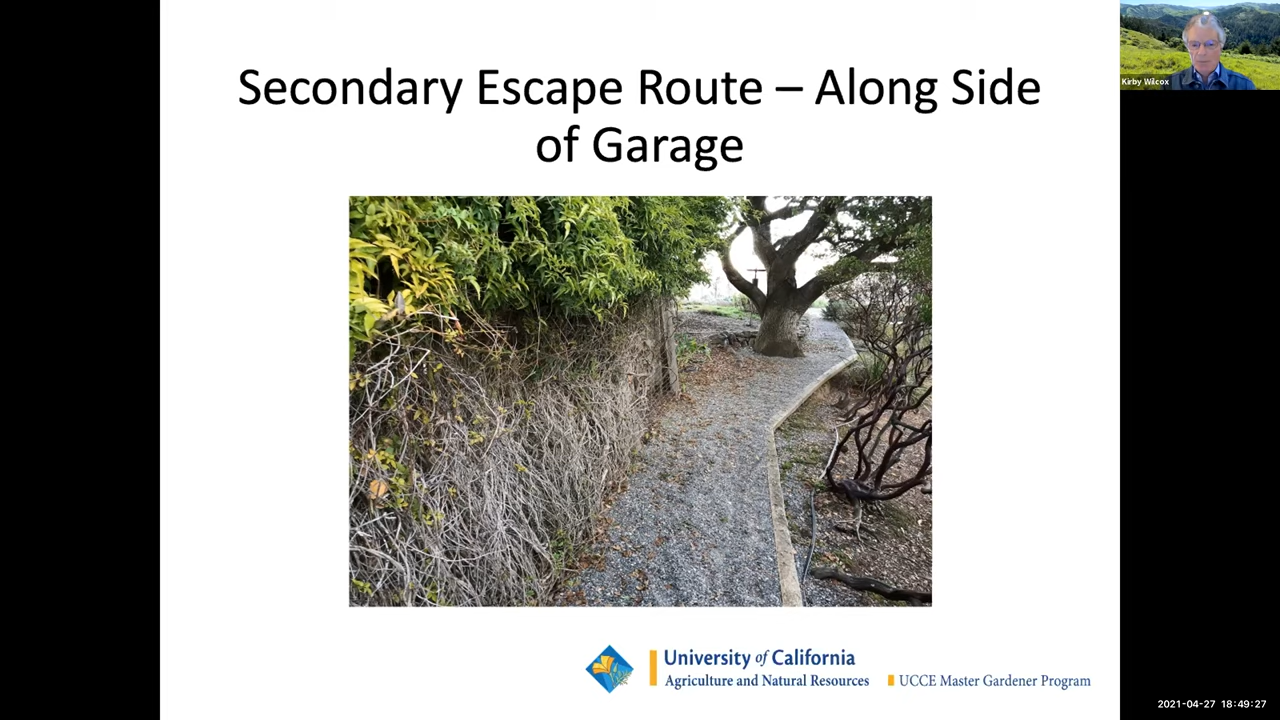 Secondary Escape Route – Along Side
of Garage
Kirby Wilcox
University of California
Agriculture and Natural Resources
UCCE Master Gardener Program
2021-04-27 18:49:27